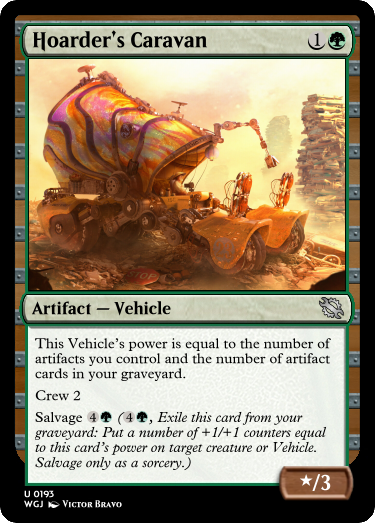 Hoarder's Caravan 1
Artifact — Vehicle
This Vehicle's power is equal to the number of
artifacts you control and the number of artifact
cards in your graveyard.
Crew 2
Salvage 4 (4, Exile this card from your
graveyard: Put a number of +1/+1 counters equal
to this card's power on target creature or Vehicle.
Salvage only as a sorcery.)
★/3
U 0193
WGJ Victor Bravo